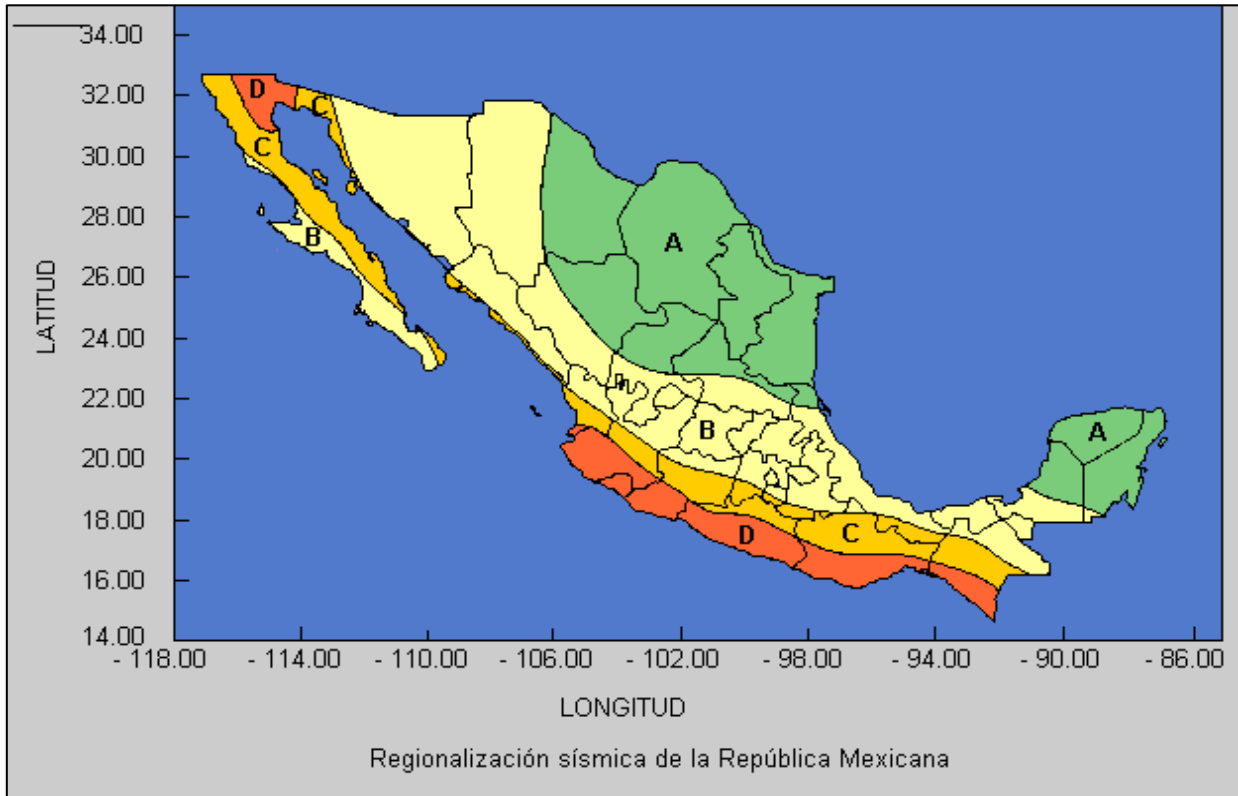 34.00
32.00
30.00
28.00
26.00
24.00
22.00
20.00
18.00
16.00
14.00
LATITUD
D
C
C
B
A
B
A
C
D
- 118.00 - 114.00 - 110.00 - 106.00 - 102.00 - 98.00 - 94.00 - 90.00 - 86.00
LONGITUD
Regionalización sísmica de la República Mexicana